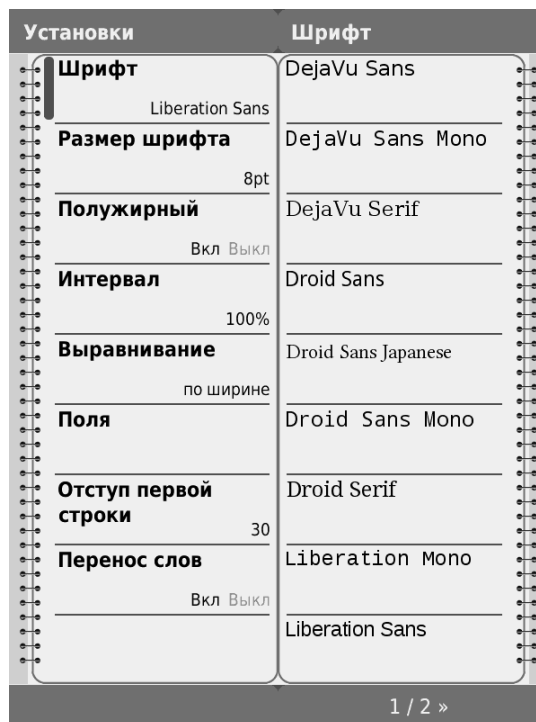 Установки
Шрифт
Шрифт
Liberation Sans
Размер шрифта
8pt
Полужирный
Вкл Выкл
Интервал
100%
Выравнивание
по ширине
Поля
Отступ первой
строки
30
Перенос слов
Вкл Выкл
DejaVu Sans
DejaVu Sans Mono
DejaVu Serif
Droid Sans
Droid Sans Japanese
Droid Sans Mono
Droid Serif
Liberation Mono
Liberation Sans
1 / 2 »